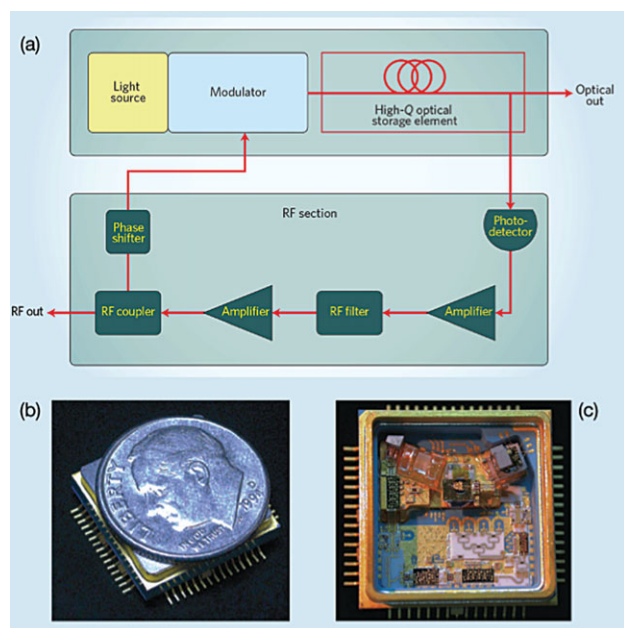 (a)
Light
source
Modulator
High-Q optical
storage element
Optical
out
RF section
Phase
shifter
Photo-
detector
RF out
RF coupler
Amplifier
RF filter
Amplifier
(b)
(c)
LIBERTY